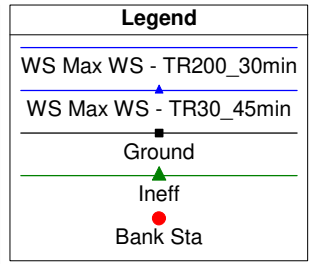 Legend
WS Max WS - TR200_30min
WS Max WS - TR30_45min
Ground
Ineff
Bank Sta